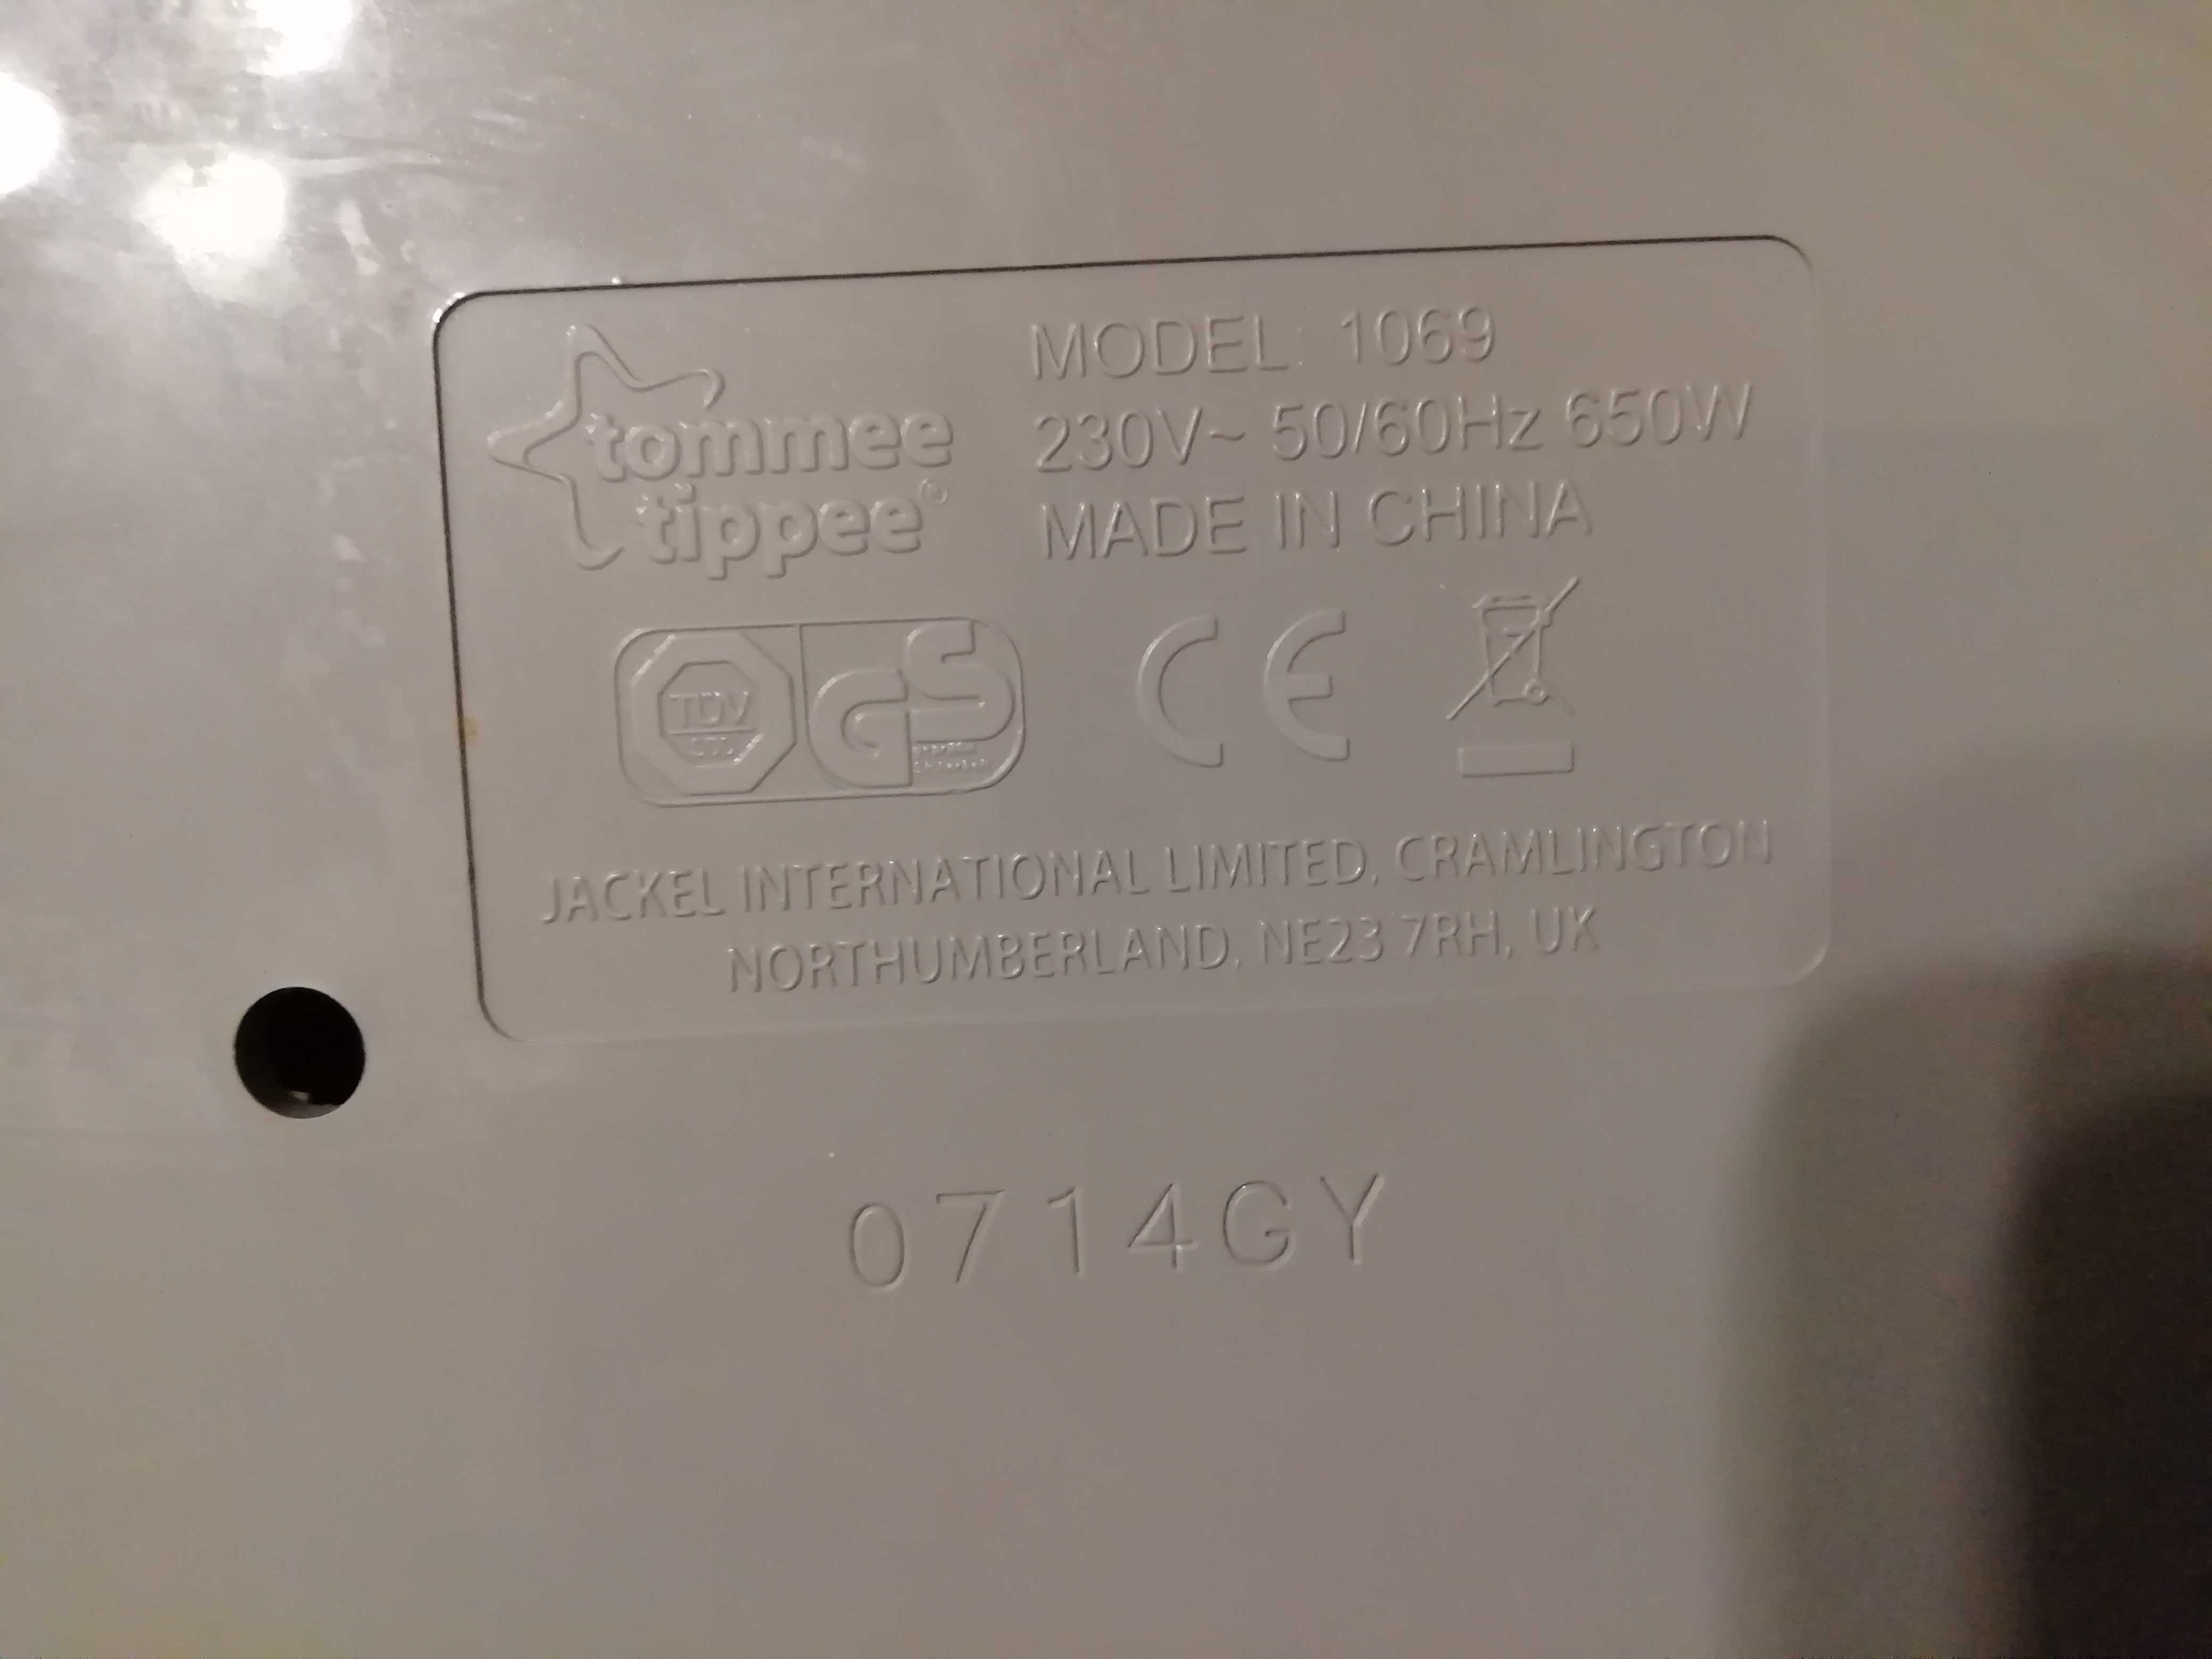 tommee
tippee®
MODEL: 1069
230V~ 50/60Hz 650W
MADE IN CHINA
TÜV
GS
CE
JACKEL INTERNATIONAL LIMITED, CRAMLINGTON
NORTHUMBERLAND, NE23 7RH, UK
0714GY